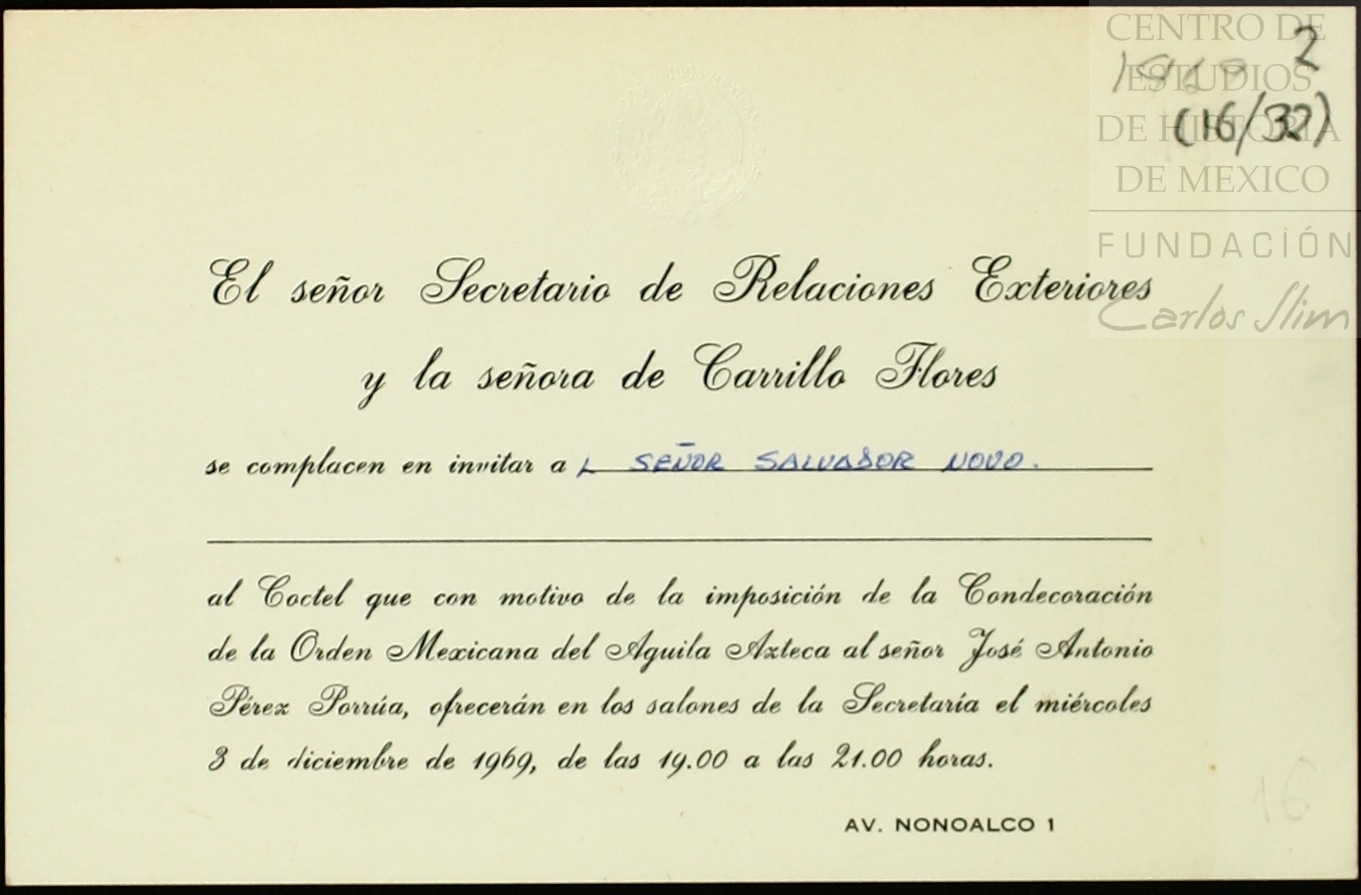 CENTRO DE
ESTUDIOS
DE HISTORIA
DE MEXICO
FUNDACIÓN
Carlos Slim
2
(16/32)
El señor Secretario de Relaciones Exteriores
y la señora de Carrillo Flores
se complacen en invitar a L SEÑOR SALVADOR NOVO.
al Coctel que con motivo de la imposición de la Condecoración
de la Orden Mexicana del Aguila Azteca al señor José Antonio
Pérez Porrúa, ofrecerán en los salones de la Secretaría el miércoles
3 de diciembre de 1969, de las 19.00 a las 21.00 horas.
AV. NONOALCO 1
16